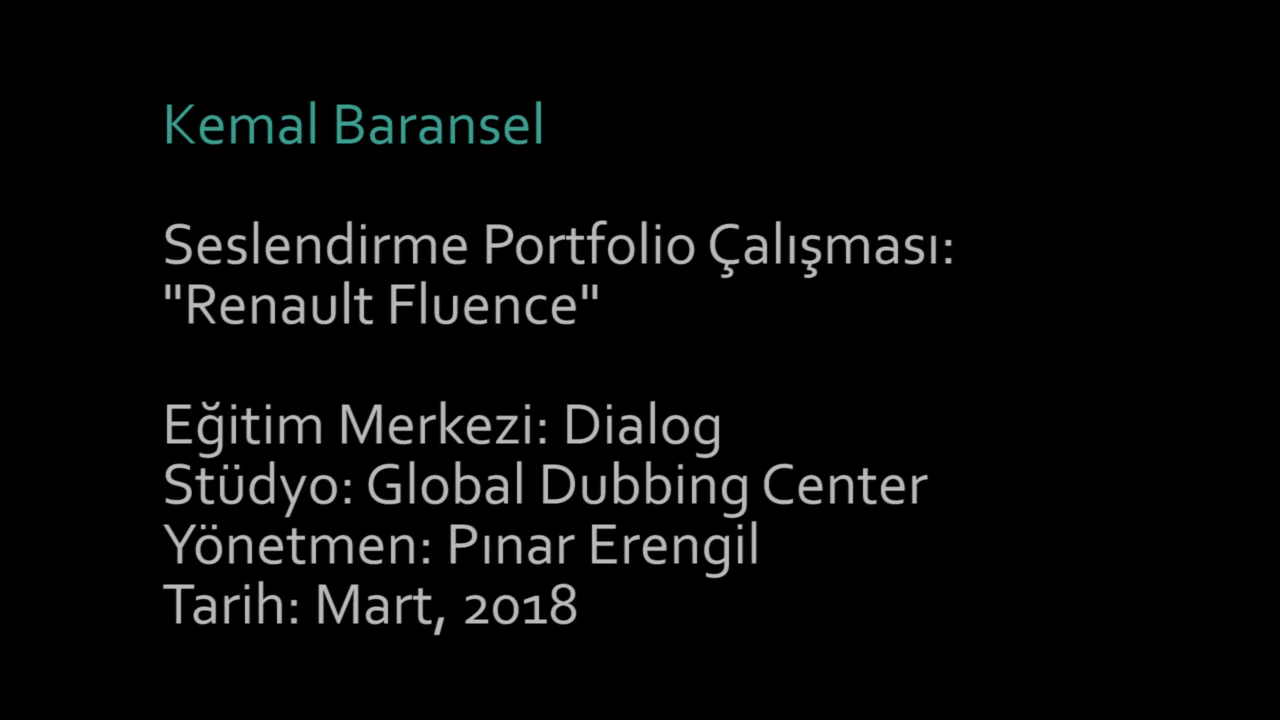 Kemal Baransel
Seslendirme Portfolio Çalışması:
"Renault Fluence"
Eğitim Merkezi: Dialog
Stüdyo: Global Dubbing Center
Yönetmen: Pınar Erengil
Tarih: Mart, 2018